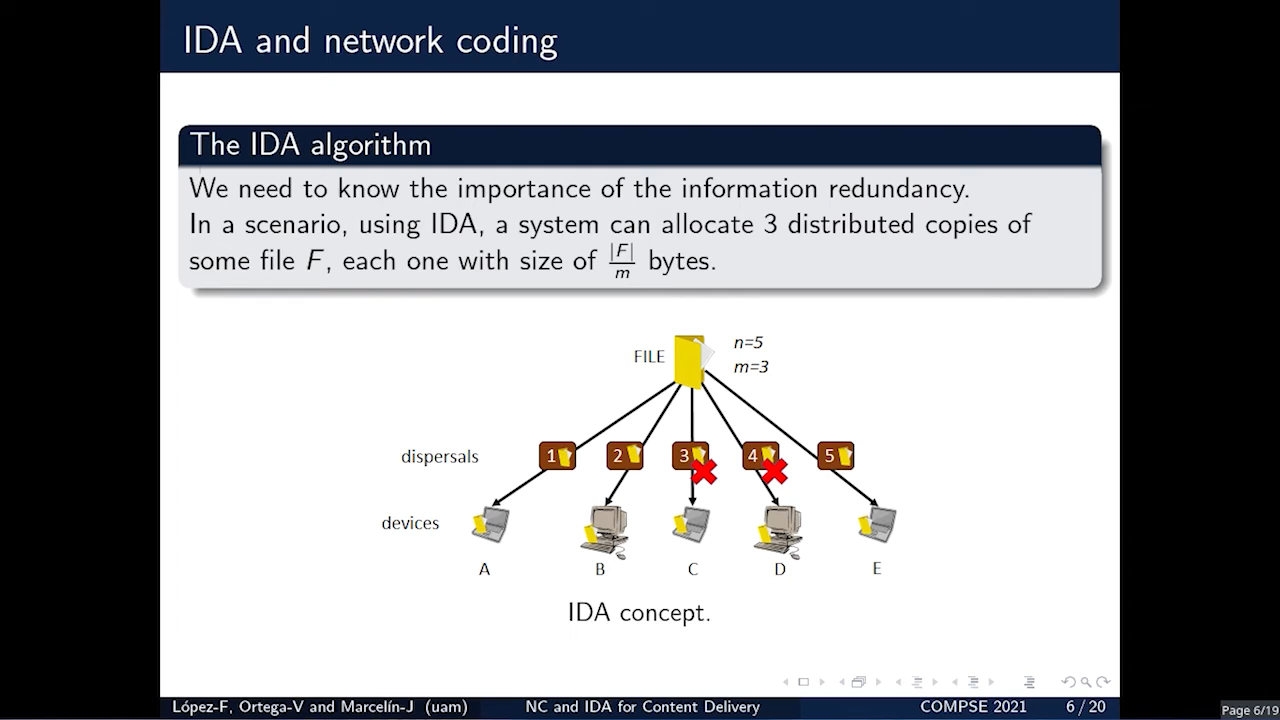 IDA and network coding
The IDA algorithm
We need to know the importance of the information redundancy.
In a scenario, using IDA, a system can allocate 3 distributed copies of
some file F, each one with size of |F|/m bytes.
FILE
n=5
m=3
dispersals 1 2 3 4 5
devices
A B C D E
IDA concept.
López-F, Ortega-V and Marcelín-J (uam) NC and IDA for Content Delivery COMPSE 2021 6 / 20
Page 6/19